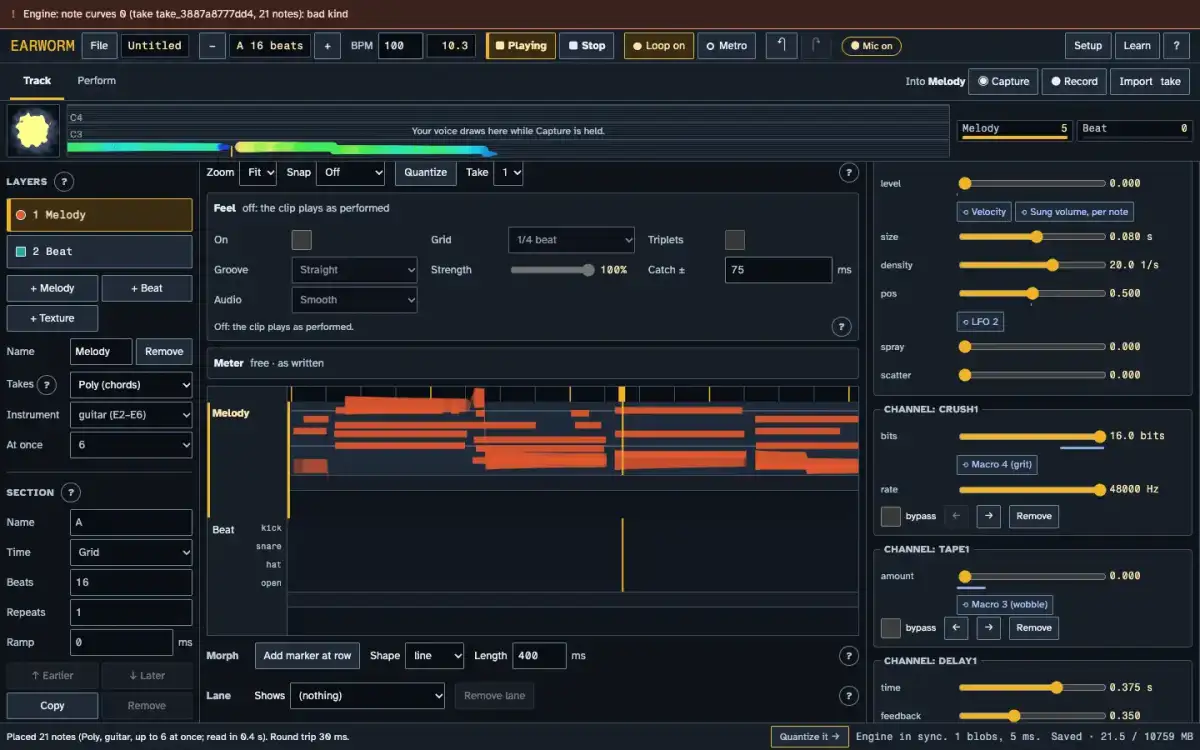 ! Engine: note curves 0 (take take_3887a8777dd4, 21 notes): bad kind
EARWORM File Untitled – A 16 beats + BPM 100 10.3 Playing Stop Loop on Metro Mic on Setup Learn ?
Track Perform Into Melody Capture Record Import take
C4
C3
Your voice draws here while Capture is held.
Melody 5 Beat 0
LAYERS ?
1 Melody
2 Beat
+ Melody + Beat
+ Texture
Name Melody Remove
Takes ? Poly (chords)
Instrument guitar (E2–E6)
At once 6
SECTION ?
Name A
Time Grid
Beats 16
Repeats 1
Ramp 0 ms
↑ Earlier ↓ Later
Copy Remove
Zoom Fit Snap Off Quantize Take 1 ?
Feel off: the clip plays as performed
On Grid 1/4 beat Triplets
Groove Straight Strength 100% Catch ± 75 ms
Audio Smooth
Off: the clip plays as performed. ?
Meter free · as written
Melody
Beat kick
snare
hat
open
Morph Add marker at row Shape line Length 400 ms ?
Lane Shows (nothing) Remove lane ?
level 0.000
Velocity Sung volume, per note
size 0.080 s
density 20.0 1/s
pos 0.500
LFO 2
spray 0.000
scatter 0.000
CHANNEL: CRUSH1
bits 16.0 bits
Macro 4 (grit)
rate 48000 Hz
bypass ← → Remove
CHANNEL: TAPE1
amount 0.000
Macro 3 (wobble)
bypass ← → Remove
CHANNEL: DELAY1
time 0.375 s
feedback 0.350
Placed 21 notes (Poly, guitar, up to 6 at once; read in 0.4 s). Round trip 30 ms. Quantize it → Engine in sync. 1 blobs, 5 ms. Saved · 21.5 / 10759 MB